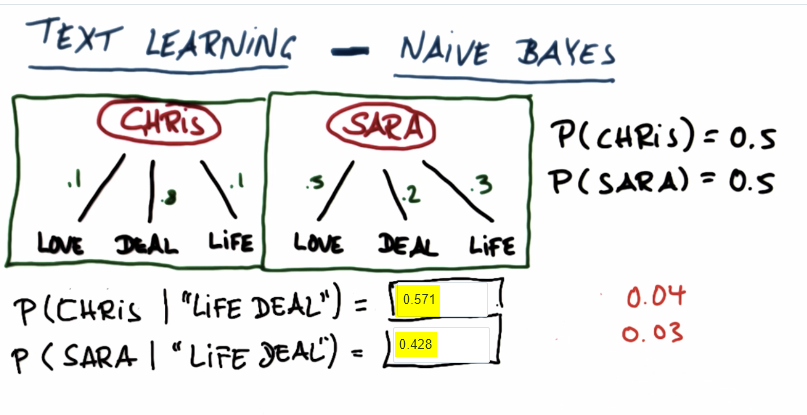 TEXT LEARNING — NAIVE BAYES
CHRIS SARA
P(CHRIS) = 0.5
.1 .8 .1 .5 .2 .3
P(SARA) = 0.5
LOVE DEAL LIFE LOVE DEAL LIFE
P(CHRIS | "LIFE DEAL") = 0.571 0.04
P(SARA | "LIFE DEAL") = 0.428 0.03